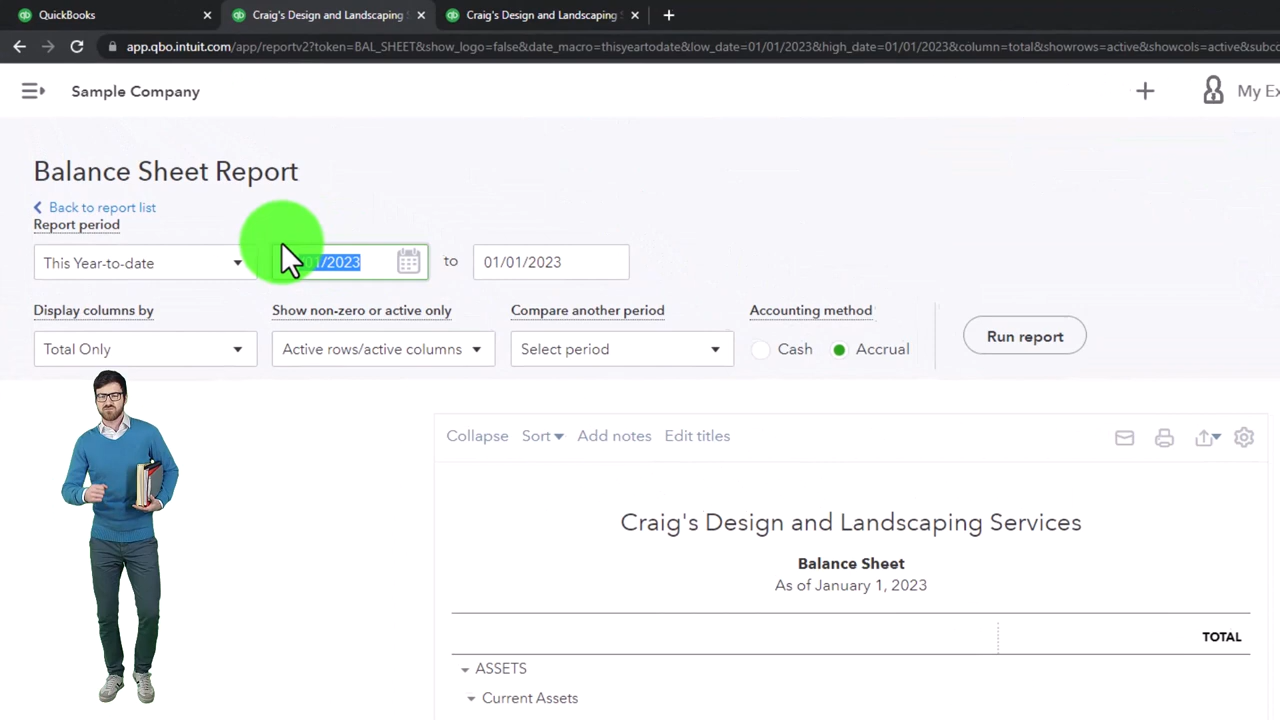 QuickBooks
Craig's Design and Landscaping
Craig's Design and Landscaping
app.qbo.intuit.com/app/reportv2?token=BAL_SHEET&show_logo=false&date_macro=thisyeartodate&low_date=01/01/2023&high_date=01/01/2023&column=total&showrows=active&showcols=active&subcc
Sample Company
My Ex
Balance Sheet Report
Back to report list
Report period
This Year-to-date
01/2023
to
01/01/2023
Display columns by
Show non-zero or active only
Compare another period
Accounting method
Total Only
Active rows/active columns
Select period
Cash
Accrual
Run report
Collapse
Sort
Add notes
Edit titles
Craig's Design and Landscaping Services
Balance Sheet
As of January 1, 2023
TOTAL
ASSETS
Current Assets